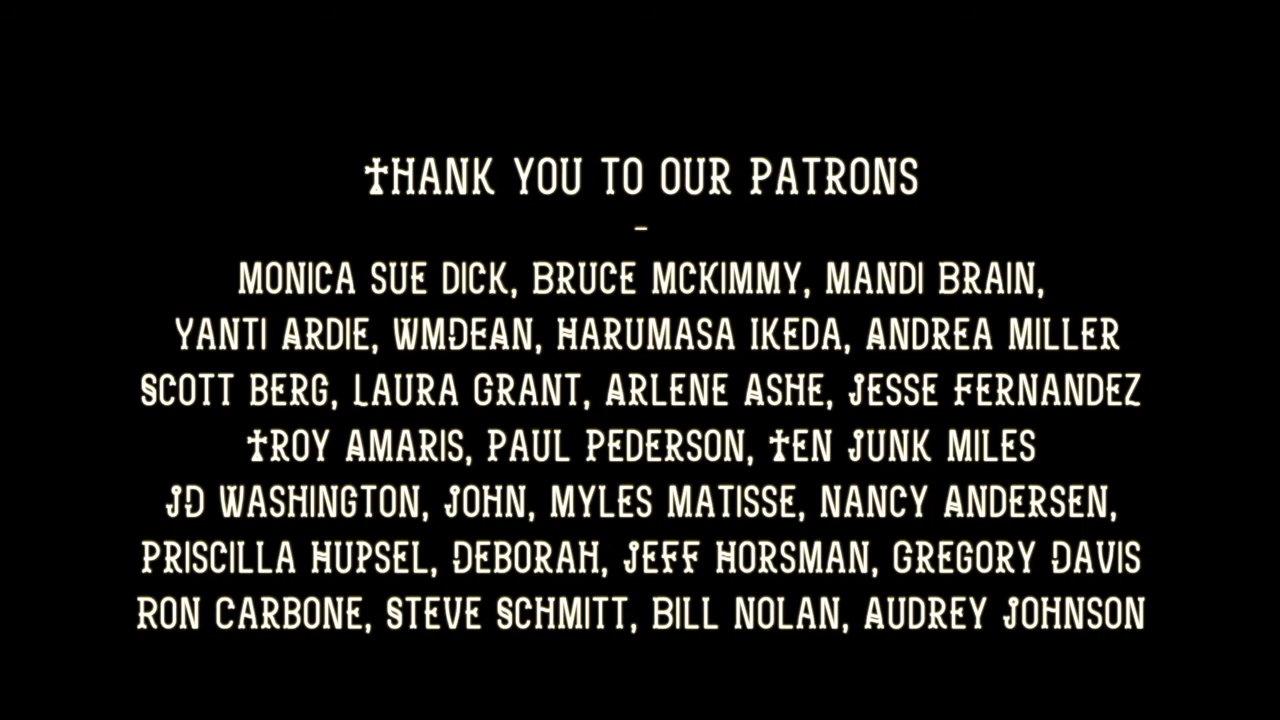 THANK YOU TO OUR PATRONS
-
MONICA SUE DICK, BRUCE MCKIMMY, MANDI BRAIN,
YANTI ARDIE, WMDEAN, HARUMASA IKEDA, ANDREA MILLER
SCOTT BERG, LAURA GRANT, ARLENE ASHE, JESSE FERNANDEZ
TROY AMARIS, PAUL PEDERSON, TEN JUNK MILES
JD WASHINGTON, JOHN, MYLES MATISSE, NANCY ANDERSEN,
PRISCILLA HUPSEL, DEBORAH, JEFF HORSMAN, GREGORY DAVIS
RON CARBONE, STEVE SCHMITT, BILL NOLAN, AUDREY JOHNSON